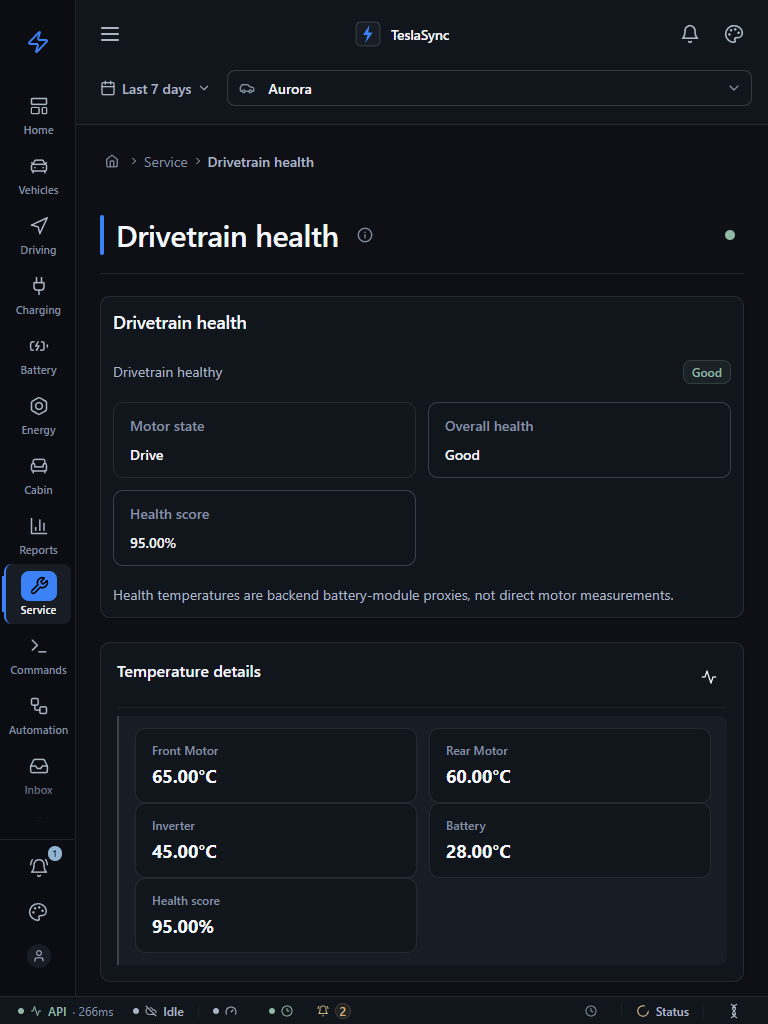 TeslaSync
Last 7 days
Aurora
Home
Vehicles
Driving
Charging
Battery
Energy
Cabin
Reports
Service
Commands
Automation
Inbox
1
Service
Drivetrain health
Drivetrain health
Drivetrain health
Drivetrain healthy
Good
Motor state
Drive
Overall health
Good
Health score
95.00%
Health temperatures are backend battery-module proxies, not direct motor measurements.
Temperature details
Front Motor
65.00°C
Rear Motor
60.00°C
Inverter
45.00°C
Battery
28.00°C
Health score
95.00%
API · 266ms
Idle
2
Status